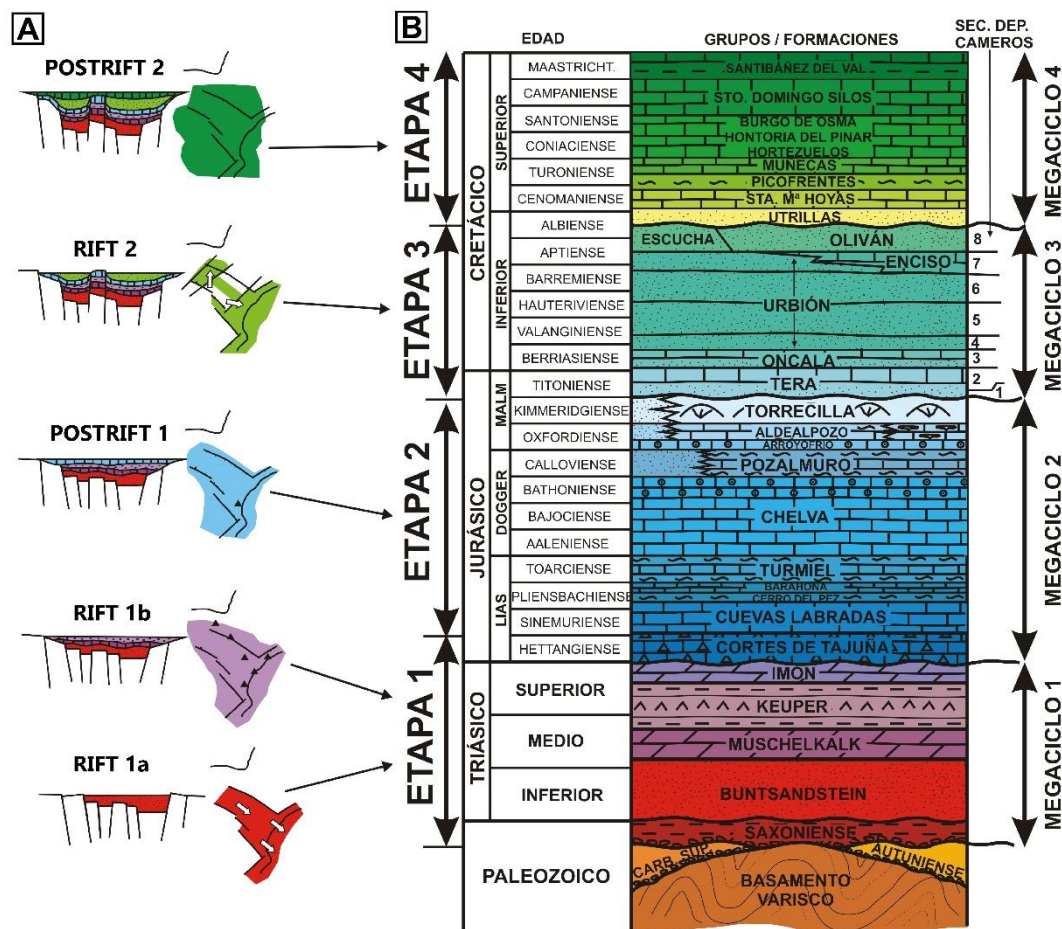 A
POSTRIFT 2
RIFT 2
POSTRIFT 1
RIFT 1b
RIFT 1a
B
EDAD
GRUPOS / FORMACIONES
SEC. DEP.
CAMEROS
ETAPA 4
ETAPA 3
ETAPA 2
ETAPA 1
CRETÁCICO
SUPERIOR
INFERIOR
JURÁSICO
MALM
DOGGER
LIAS
TRIÁSICO
SUPERIOR
MEDIO
INFERIOR
PALEOZOICO
MAASTRICHT.
CAMPANIENSE
SANTONIENSE
CONIACIENSE
TURONIENSE
CENOMANIENSE
ALBIENSE
APTIENSE
BARREMIENSE
HAUTERIVIENSE
VALANGINIENSE
BERRIASIENSE
TITONIENSE
KIMMERIDGIENSE
OXFORDIENSE
CALLOVIENSE
BATHONIENSE
BAJOCIENSE
AALENIENSE
TOARCIENSE
PLIENSBACHIENSE
SINEMURIENSE
HETTANGIENSE
SANTIBÁÑEZ DEL VAL
STO. DOMINGO SILOS
BURGO DE OSMA
HONTORIA DEL PINAR
HORTEZUELOS
MUÑECAS
PICOFRENTES
STA. Mª HOYAS
UTRILLAS
ESCUCHA
OLIVÁN
ENCISO
URBIÓN
ONCALA
TERA
TORRECILLA
ALDEALPOZO
ARROYOFRIO
POZALMURO
CHELVA
TURMIEL
BARAHONA
CERRO DEL PEZ
CUEVAS LABRADAS
CORTES DE TAJUÑA
IMÓN
KEUPER
MUSCHELKALK
BUNTSANDSTEIN
SAXONIENSE
CARB. SUP.
AUTUNIENSE
BASAMENTO
VARISCO
8
7
6
5
4
3
2
1
MEGACICLO 4
MEGACICLO 3
MEGACICLO 2
MEGACICLO 1